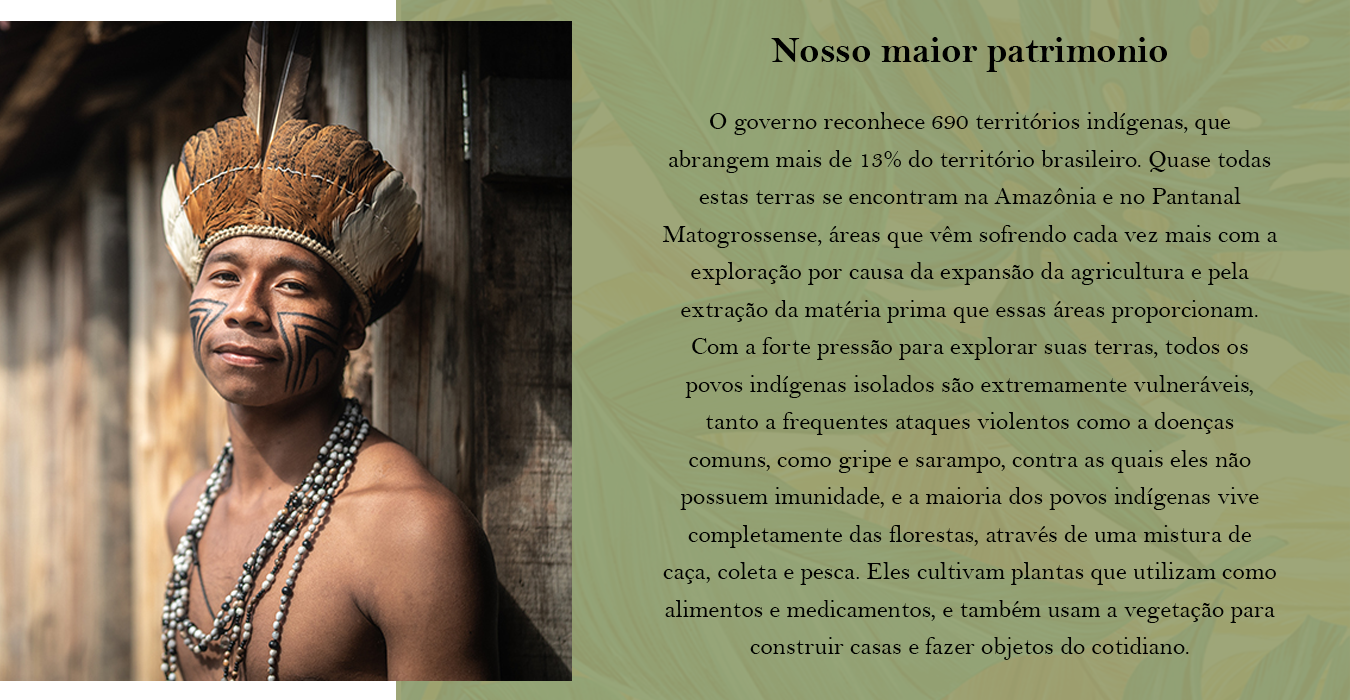 Nosso maior patrimonio
O governo reconhece 690 territórios indígenas, que
abrangem mais de 13% do território brasileiro. Quase todas
estas terras se encontram na Amazônia e no Pantanal
Matogrossense, áreas que vêm sofrendo cada vez mais com a
exploração por causa da expansão da agricultura e pela
extração da matéria prima que essas áreas proporcionam.
Com a forte pressão para explorar suas terras, todos os
povos indígenas isolados são extremamente vulneráveis,
tanto a frequentes ataques violentos como a doenças
comuns, como gripe e sarampo, contra as quais eles não
possuem imunidade, e a maioria dos povos indígenas vive
completamente das florestas, através de uma mistura de
caça, coleta e pesca. Eles cultivam plantas que utilizam como
alimentos e medicamentos, e também usam a vegetação para
construir casas e fazer objetos do cotidiano.